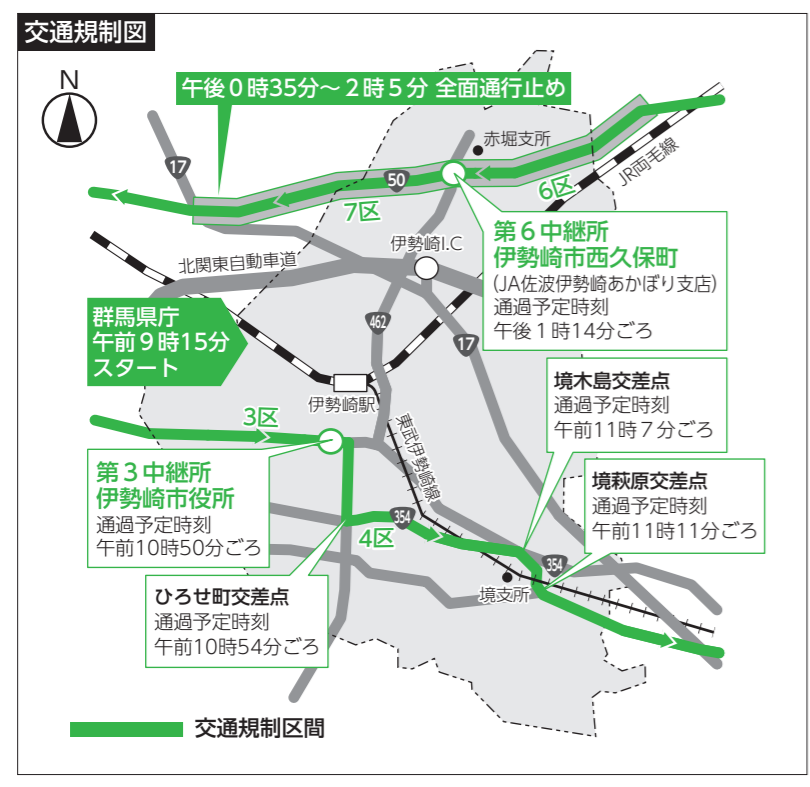 交通規制図
N
午後０時35分～２時５分 全面通行止め
赤堀支所
JR両毛線
17
50
6区
7区
第６中継所
伊勢崎市西久保町
(JA佐波伊勢崎あかぼり支店)
通過予定時刻
午後１時14分ごろ
伊勢崎I.C
北関東自動車道
群馬県庁
午前９時15分
スタート
462
17
伊勢崎駅
境木島交差点
通過予定時刻
午前11時７分ごろ
3区
東武伊勢崎線
第３中継所
伊勢崎市役所
通過予定時刻
午前10時50分ごろ
境萩原交差点
通過予定時刻
午前11時11分ごろ
354
4区
354
境支所
ひろせ町交差点
通過予定時刻
午前10時54分ごろ
交通規制区間